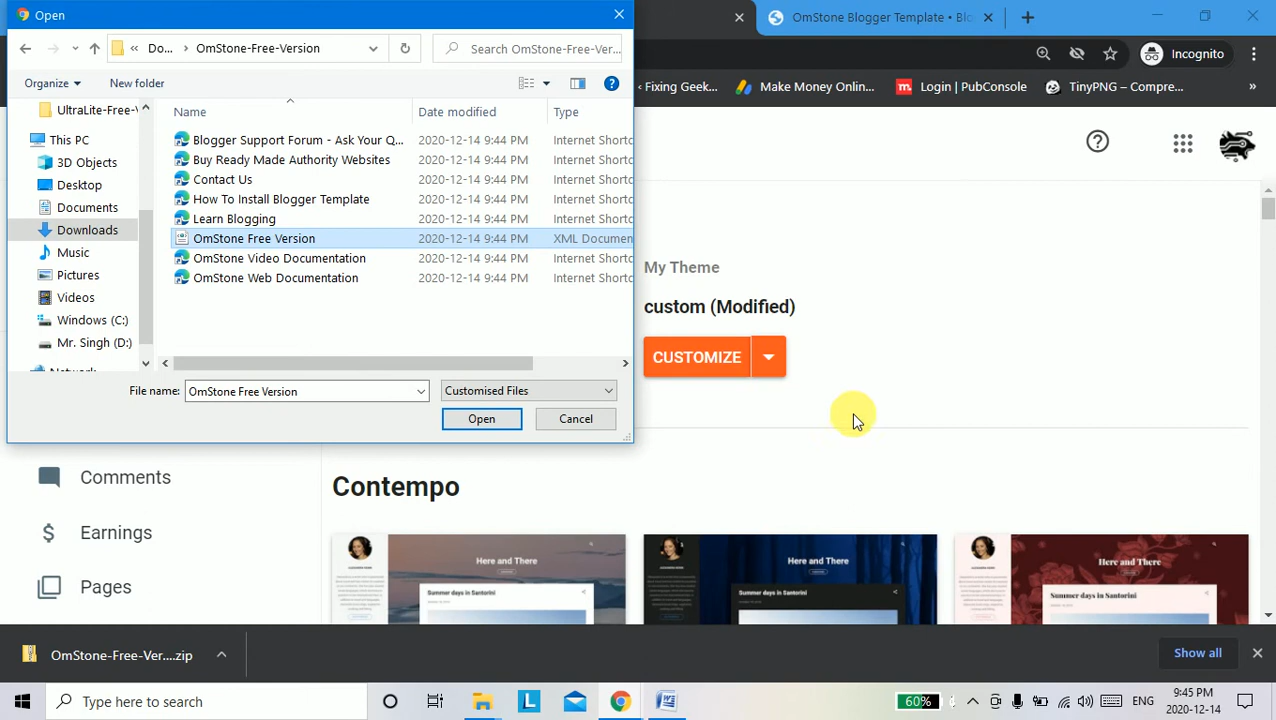 Open
OmStone Blogger Template • Blo
« Do... › OmStone-Free-Version
Search OmStone-Free-Ver...
Incognito
Organize
New folder
‹ Fixing Geek...
Make Money Online...
Login | PubConsole
TinyPNG – Compre...
»
UltraLite-Free-V
Name
Date modified
Type
This PC
3D Objects
Desktop
Documents
Downloads
Music
Pictures
Videos
Windows (C:)
Mr. Singh (D:)
Network
Blogger Support Forum - Ask Your Q... 2020-12-14 9:44 PM Internet Shortc
Buy Ready Made Authority Websites 2020-12-14 9:44 PM Internet Shortc
Contact Us 2020-12-14 9:44 PM Internet Shortc
How To Install Blogger Template 2020-12-14 9:44 PM Internet Shortc
Learn Blogging 2020-12-14 9:44 PM Internet Shortc
OmStone Free Version 2020-12-14 9:44 PM XML Documen
OmStone Video Documentation 2020-12-14 9:44 PM Internet Shortc
OmStone Web Documentation 2020-12-14 9:44 PM Internet Shortc
File name: OmStone Free Version
Customised Files
Open
Cancel
My Theme
custom (Modified)
CUSTOMIZE
Comments
Earnings
Pages
Contempo
Here and There
Summer days in Santorini
Here and There
Summer days in Santorini
Here and There
Summer days in Santorini
OmStone-Free-Ver....zip
Show all
Type here to search
L
60%
ENG
9:45 PM
2020-12-14